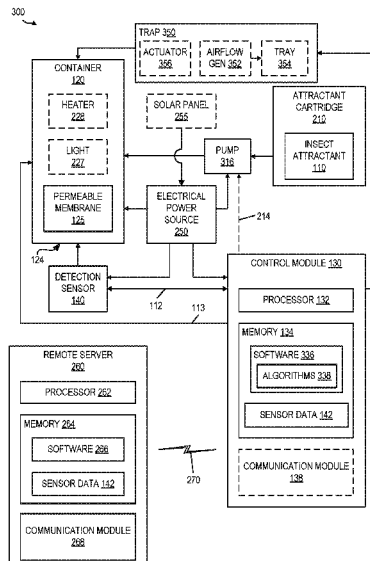 300
TRAP 350
ACTUATOR 356
AIRFLOW GEN 352
TRAY 354
CONTAINER 120
HEATER 228
LIGHT 227
PERMEABLE MEMBRANE 125
124
SOLAR PANEL 255
PUMP 316
ATTRACTANT CARTRIDGE 210
INSECT ATTRACTANT 110
ELECTRICAL POWER SOURCE 250
214
DETECTION SENSOR 140
112
113
CONTROL MODULE 130
PROCESSOR 132
MEMORY 134
SOFTWARE 336
ALGORITHMS 338
SENSOR DATA 142
COMMUNICATION MODULE 138
REMOTE SERVER 260
PROCESSOR 262
MEMORY 264
SOFTWARE 266
SENSOR DATA 142
COMMUNICATION MODULE 268
270